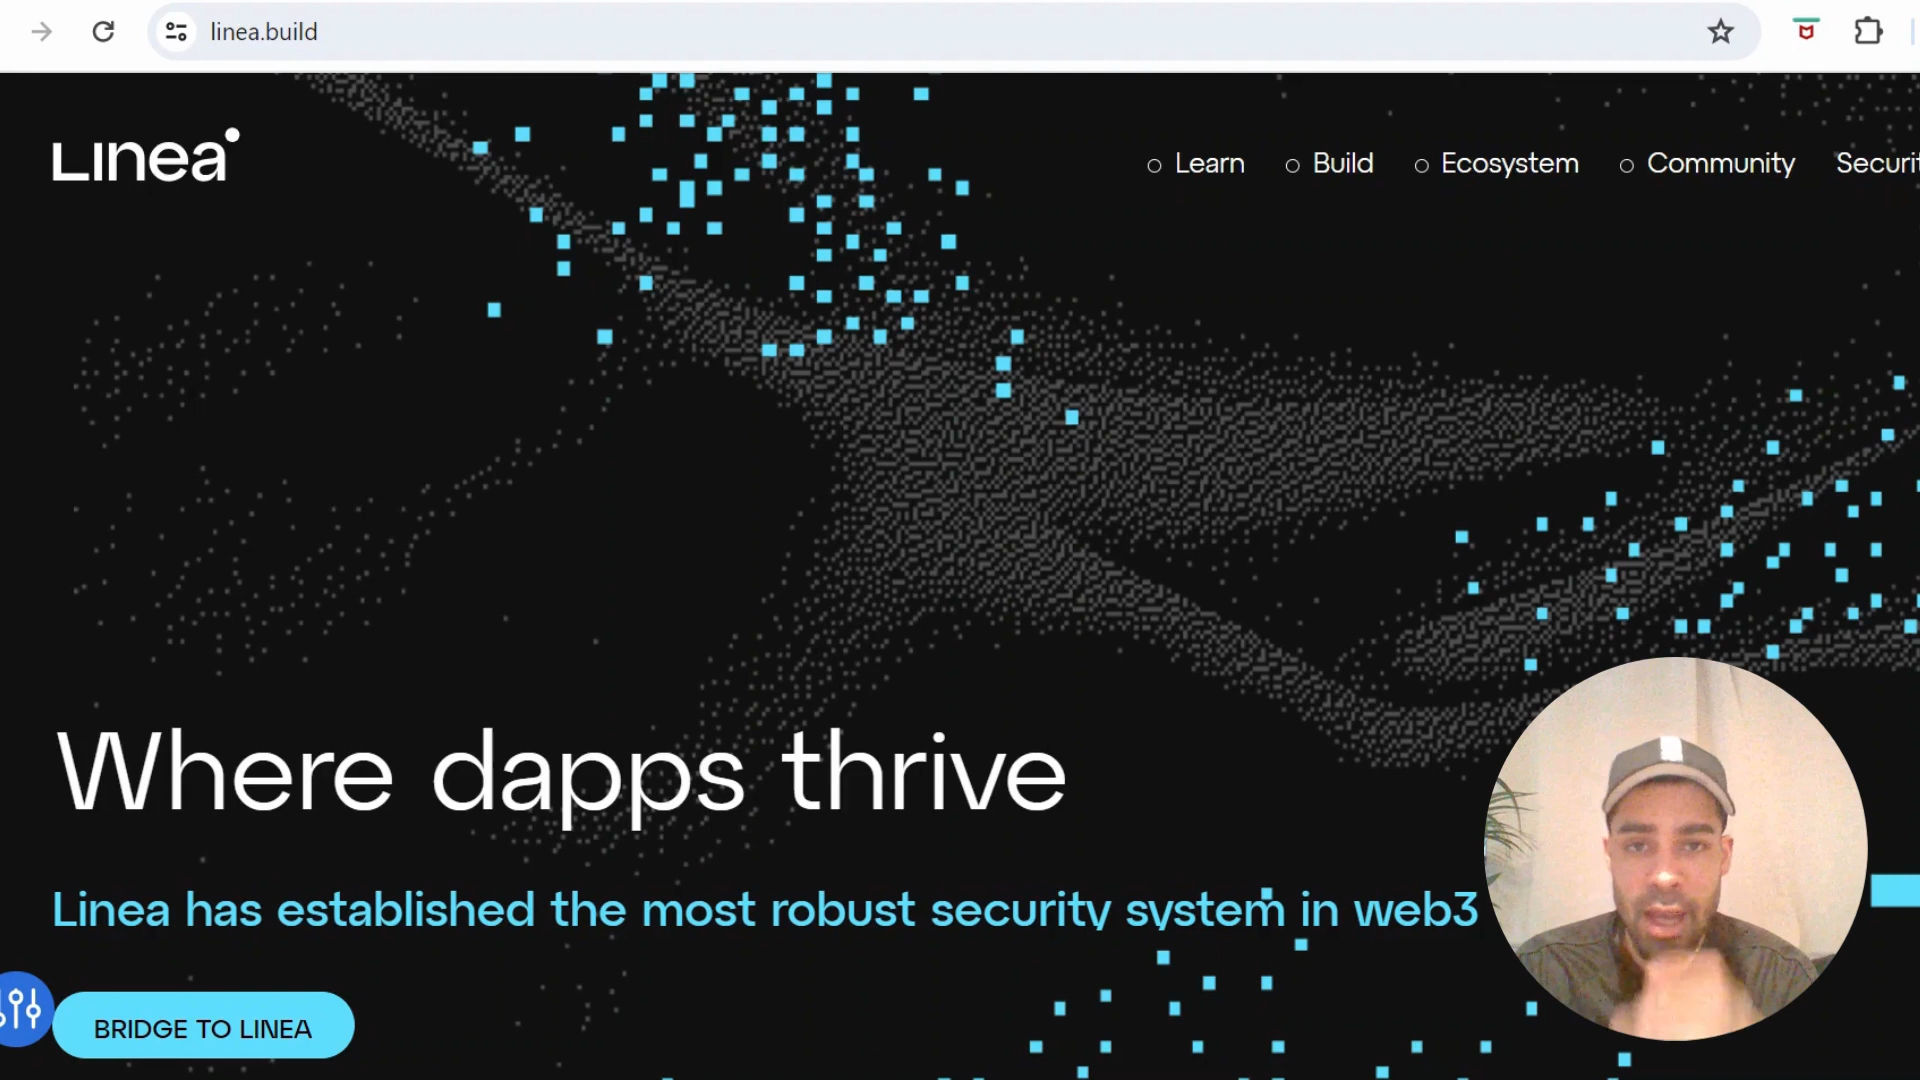 linea.build
Linea
Learn
Build
Ecosystem
Community
Securit
Where dapps thrive
Linea has established the most robust security system in web3
BRIDGE TO LINEA